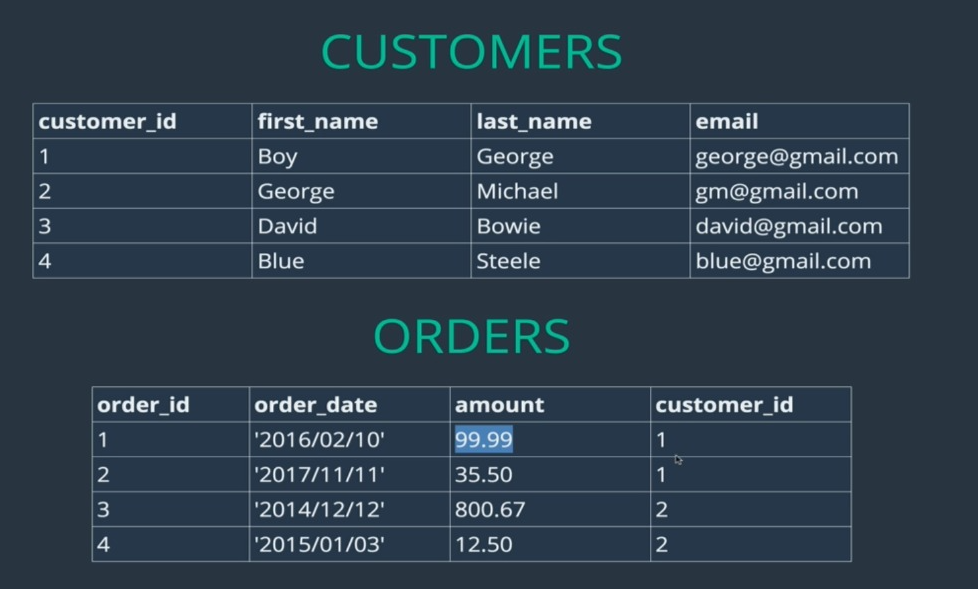 CUSTOMERS
customer_id first_name last_name email
1 Boy George george@gmail.com
2 George Michael gm@gmail.com
3 David Bowie david@gmail.com
4 Blue Steele blue@gmail.com
ORDERS
order_id order_date amount customer_id
1 '2016/02/10' 99.99 1
2 '2017/11/11' 35.50 1
3 '2014/12/12' 800.67 2
4 '2015/01/03' 12.50 2